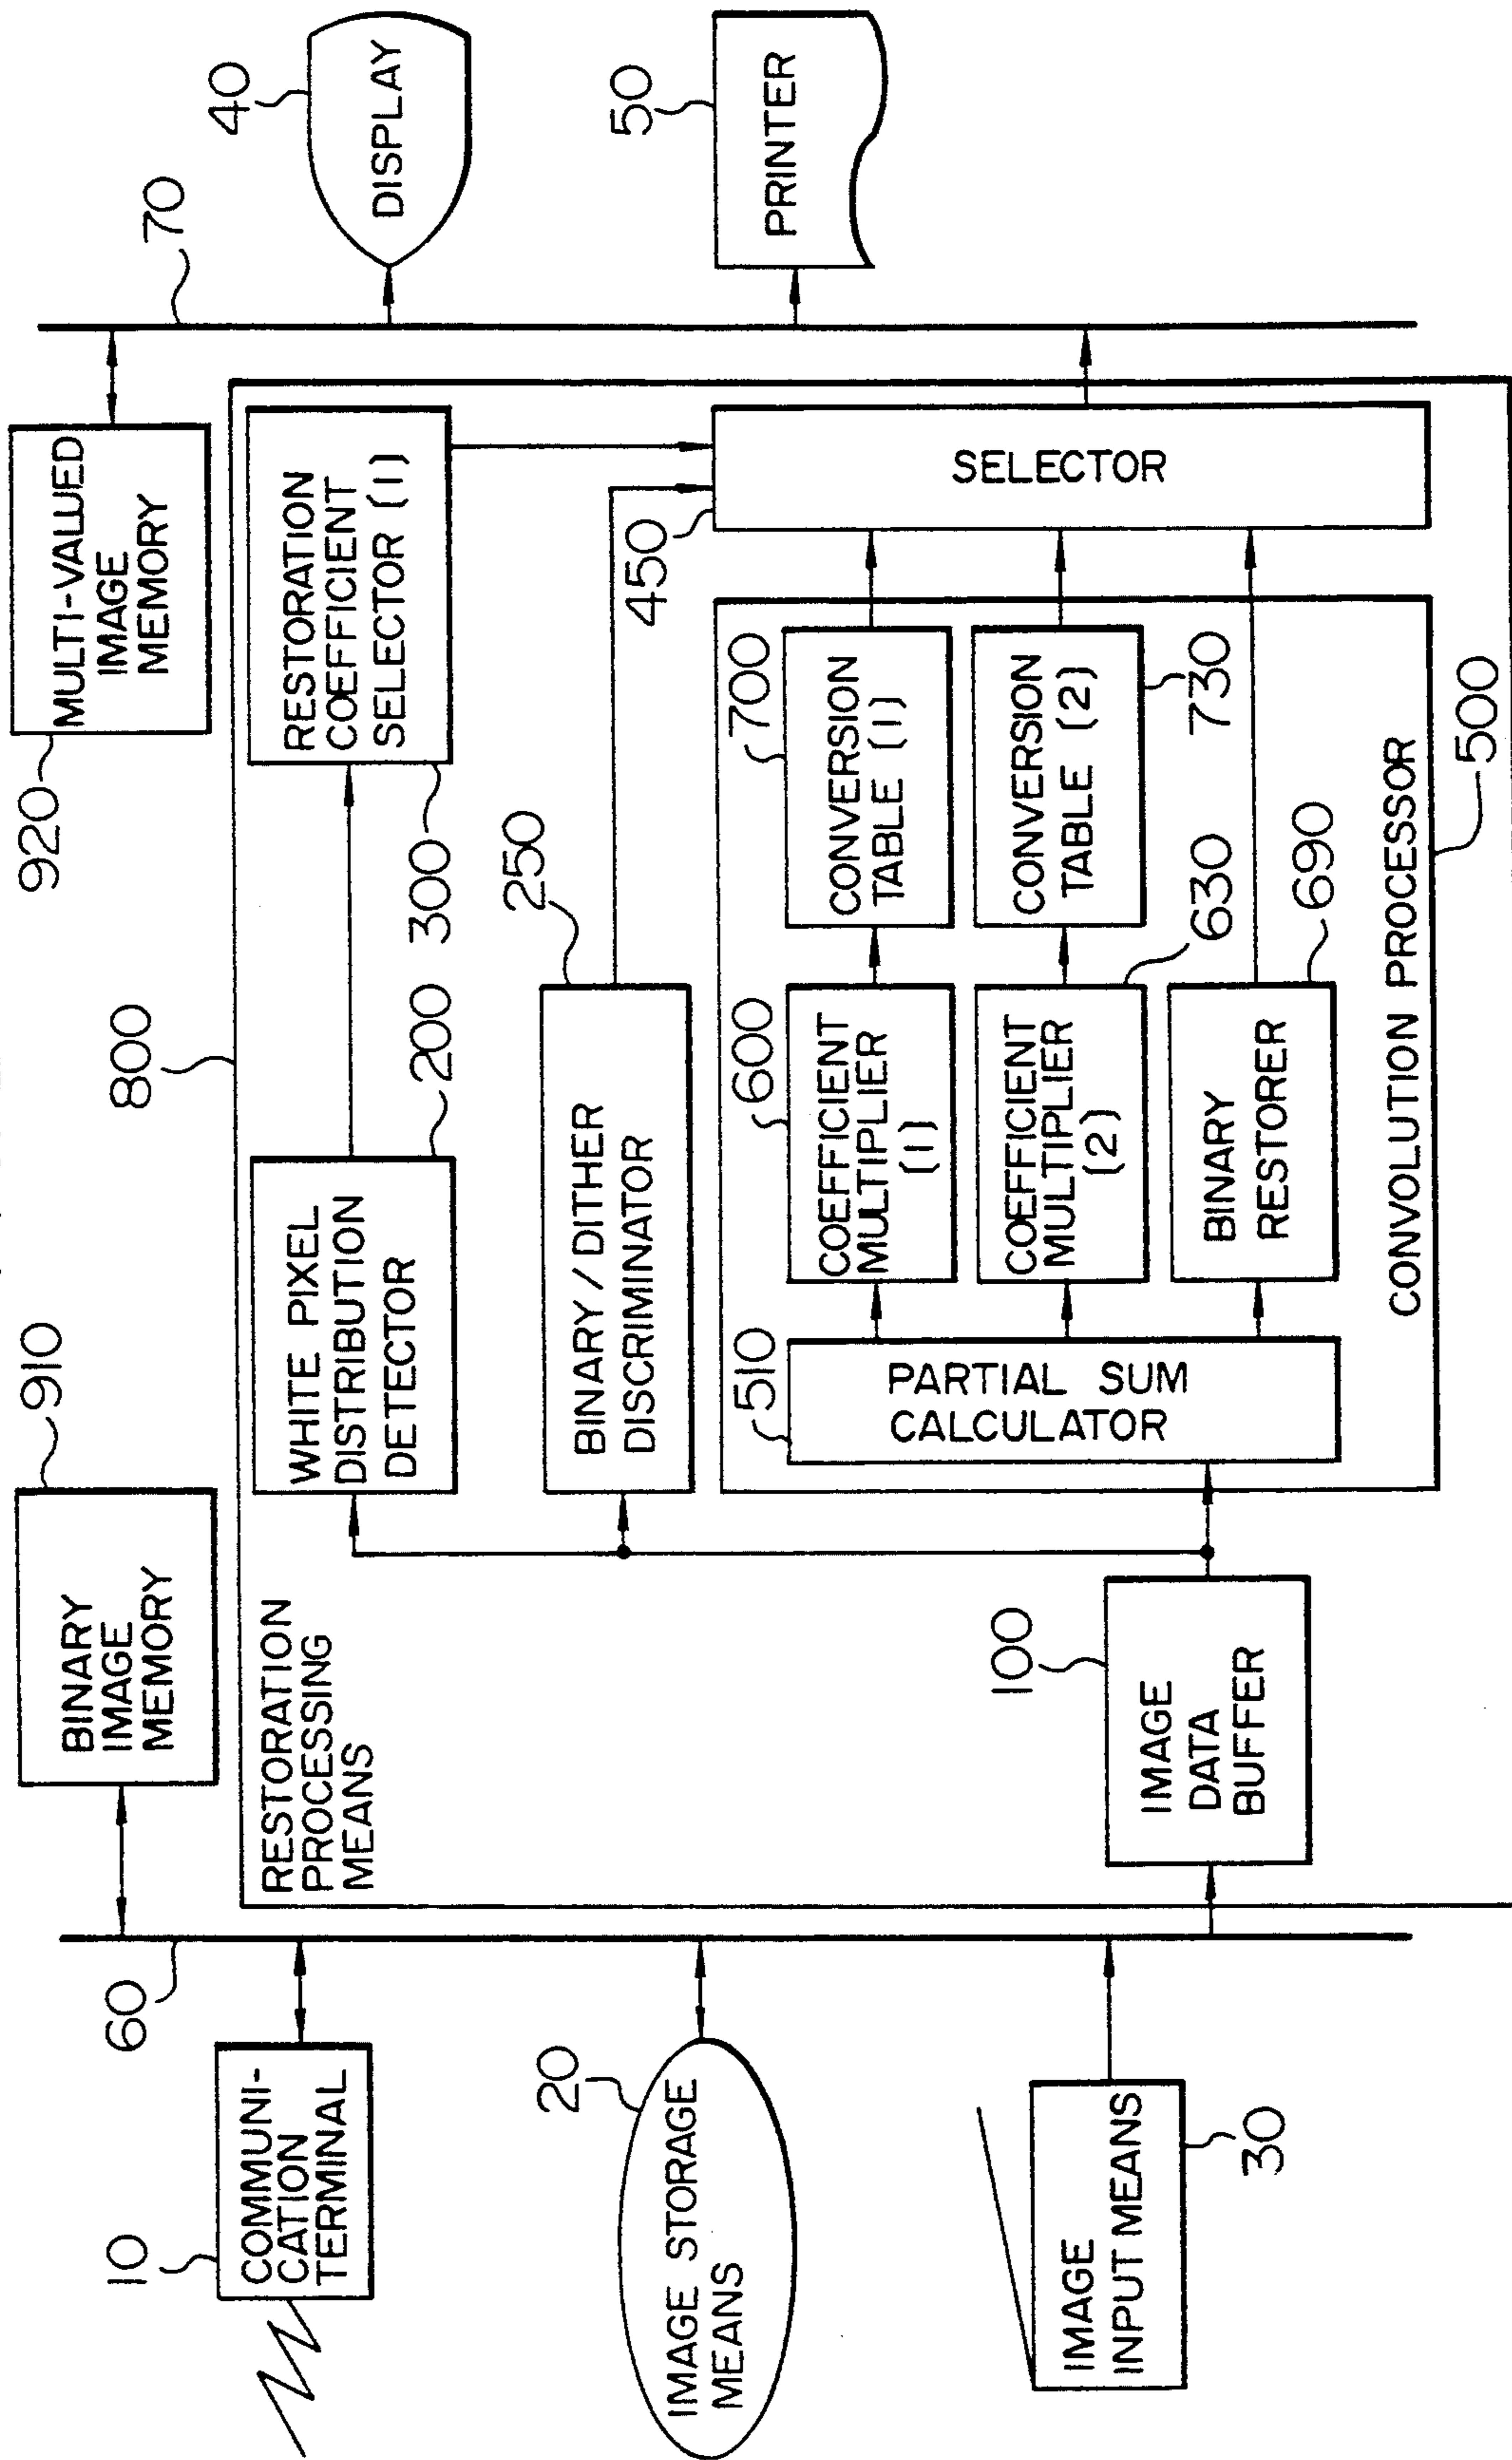 10
COMMUNI-
CATION
TERMINAL
20
IMAGE STORAGE
MEANS
IMAGE
INPUT MEANS
30
60
BINARY
IMAGE
MEMORY
910
RESTORATION
PROCESSING
MEANS
800
100
IMAGE
DATA
BUFFER
WHITE PIXEL
DISTRIBUTION
DETECTOR
200
BINARY / DITHER
DISCRIMINATOR
250
RESTORATION
COEFFICIENT
SELECTOR (1)
300
510
PARTIAL SUM
CALCULATOR
600
COEFFICIENT
MULTIPLIER
(1)
COEFFICIENT
MULTIPLIER
(2)
630
BINARY
RESTORER
690
700
CONVERSION
TABLE (1)
CONVERSION
TABLE (2)
730
CONVOLUTION PROCESSOR
500
450
SELECTOR
920
MULTI-VALUED
IMAGE
MEMORY
70
40
DISPLAY
50
PRINTER